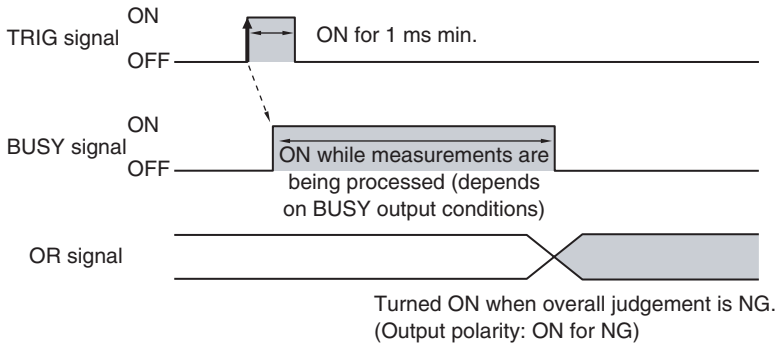 ON
TRIG signal
ON for 1 ms min.
OFF
ON
BUSY signal
OFF
ON while measurements are
being processed (depends
on BUSY output conditions)
OR signal
Turned ON when overall judgement is NG.
(Output polarity: ON for NG)